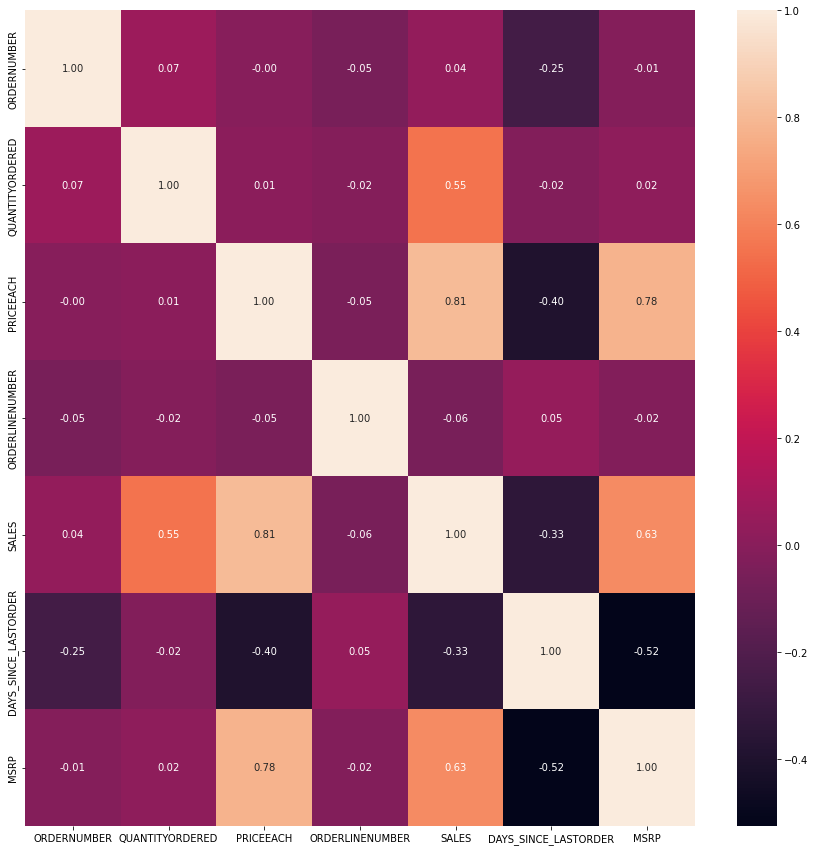 ORDERNUMBER 1.00 0.07 -0.00 -0.05 0.04 -0.25 -0.01
QUANTITYORDERED 0.07 1.00 0.01 -0.02 0.55 -0.02 0.02
PRICEEACH -0.00 0.01 1.00 -0.05 0.81 -0.40 0.78
ORDERLINENUMBER -0.05 -0.02 -0.05 1.00 -0.06 0.05 -0.02
SALES 0.04 0.55 0.81 -0.06 1.00 -0.33 0.63
DAYS_SINCE_LASTORDER -0.25 -0.02 -0.40 0.05 -0.33 1.00 -0.52
MSRP -0.01 0.02 0.78 -0.02 0.63 -0.52 1.00
ORDERNUMBER QUANTITYORDERED PRICEEACH ORDERLINENUMBER SALES DAYS_SINCE_LASTORDER MSRP
1.0
0.8
0.6
0.4
0.2
0.0
−0.2
−0.4